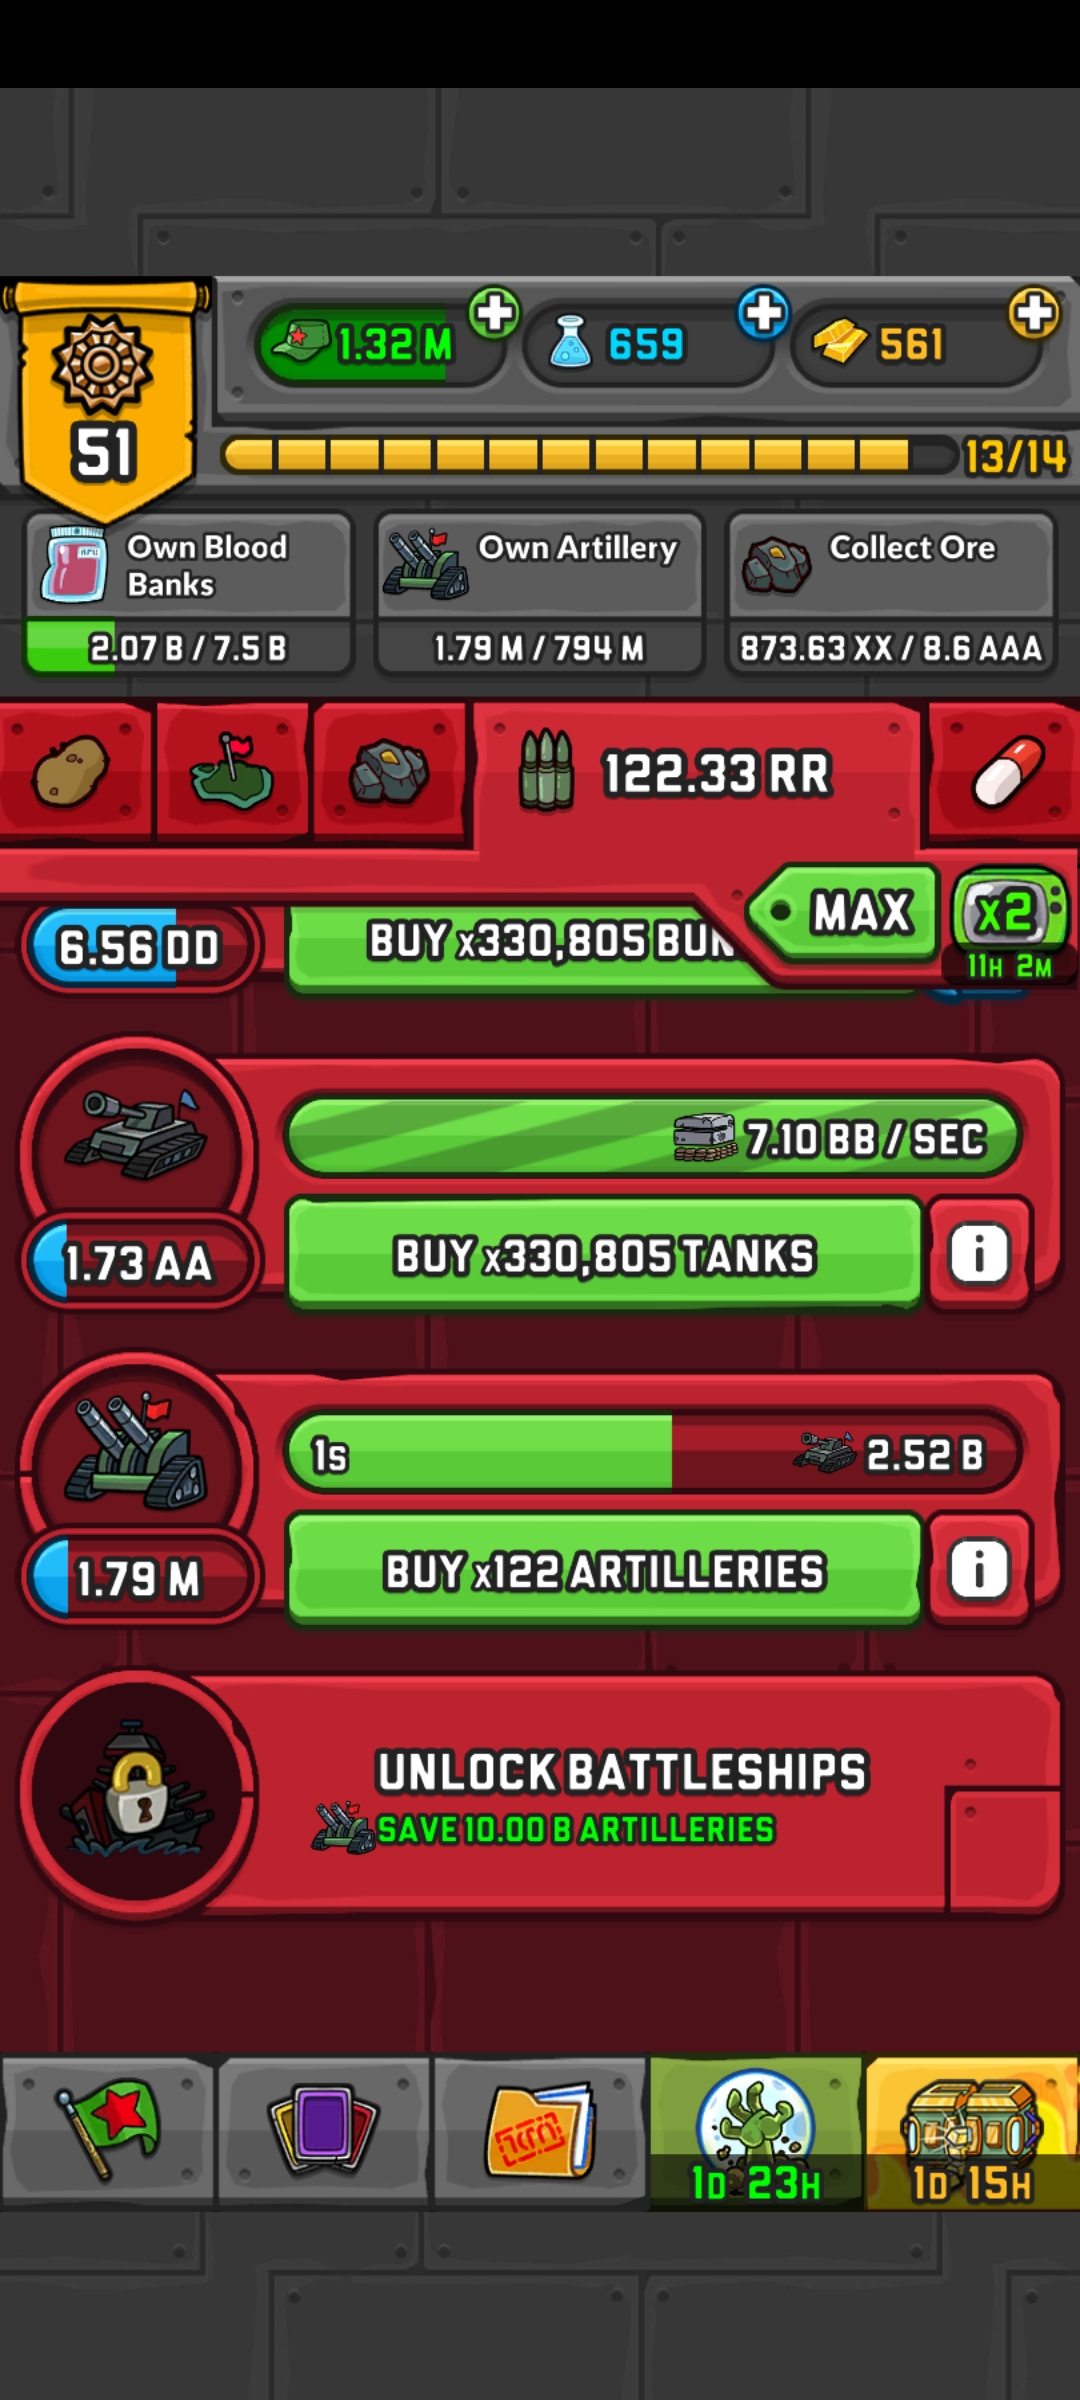 1.32 M
659
561
51
13/14
Own Blood
Banks
Own Artillery
Collect Ore
2.07 B / 7.5 B
1.79 M / 794 M
873.63 XX / 8.6 AAA
122.33 RR
MAX
x2
11H 2M
6.56 DD
BUY x330,805 BUN
7.10 BB / SEC
BUY x330,805 TANKS
i
1.73 AA
1s
2.52 B
BUY x122 ARTILLERIES
i
1.79 M
UNLOCK BATTLESHIPS
SAVE 10.00 B ARTILLERIES
1D 23H
1D 15H